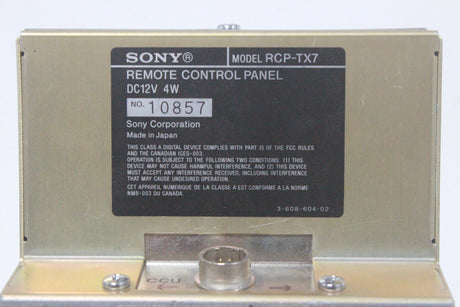 SONY® MODEL RCP-TX7
REMOTE CONTROL PANEL
DC12V 4W
NO. 10857
Sony Corporation
Made in Japan
THIS CLASS A DIGITAL DEVICE COMPLIES WITH PART 15 OF THE FCC RULES
AND THE CANADIAN ICES-003.
OPERATION IS SUBJECT TO THE FOLLOWING TWO CONDITIONS: (1) THIS
DEVICE MAY NOT CAUSE HARMFUL INTERFERENCE, AND (2) THIS DEVICE
MUST ACCEPT ANY INTERFERENCE RECEIVED, INCLUDING INTERFERENCE
THAT MAY CAUSE UNDESIRED OPERATION.
CET APPAREIL NUMERIQUE DE LA CLASSE A EST CONFORME A LA NORME
NMB-003 DU CANADA.
3-608-604-02
CCU